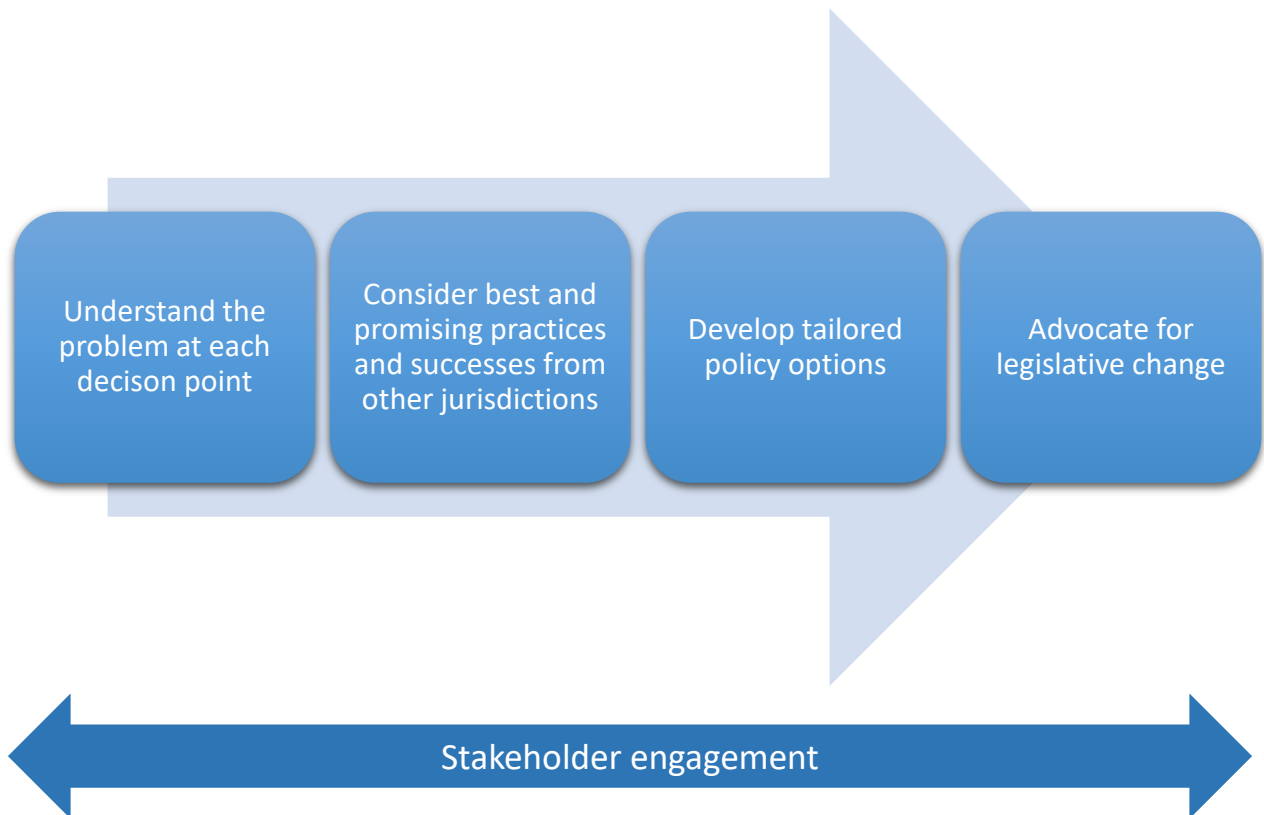 Understand the
problem at each
decison point
Consider best and
promising practices
and successes from
other jurisdictions
Develop tailored
policy options
Advocate for
legislative change
Stakeholder engagement